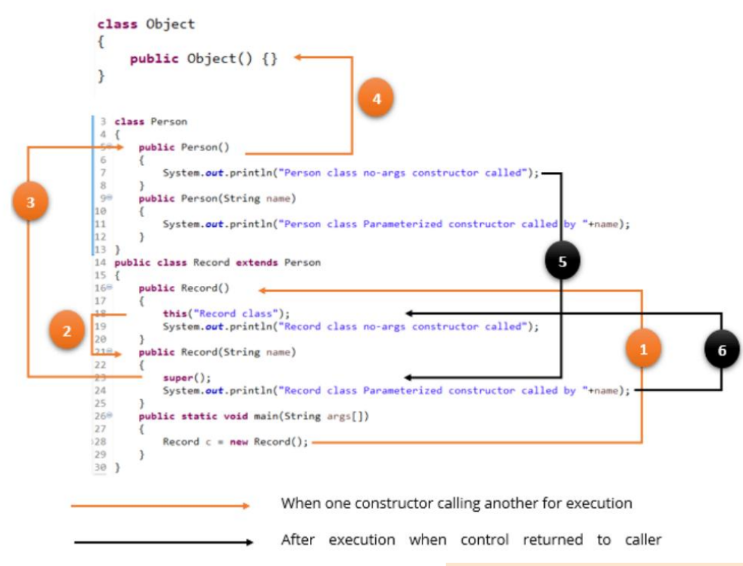 class Object
{
public Object() {}
}
4
3 class Person
4 {
5 public Person()
6 {
7 System.out.println("Person class no-args constructor called");
8 }
9 public Person(String name)
10 {
11 System.out.println("Person class Parameterized constructor called by "+name);
12 }
13 }
14 public class Record extends Person
15 {
16 public Record()
17 {
18 this("Record class");
19 System.out.println("Record class no-args constructor called");
20 }
21 public Record(String name)
22 {
23 super();
24 System.out.println("Record class Parameterized constructor called by "+name);
25 }
26 public static void main(String args[])
27 {
28 Record c = new Record();
29 }
30 }
3
5
2
1
6
When one constructor calling another for execution
After execution when control returned to caller